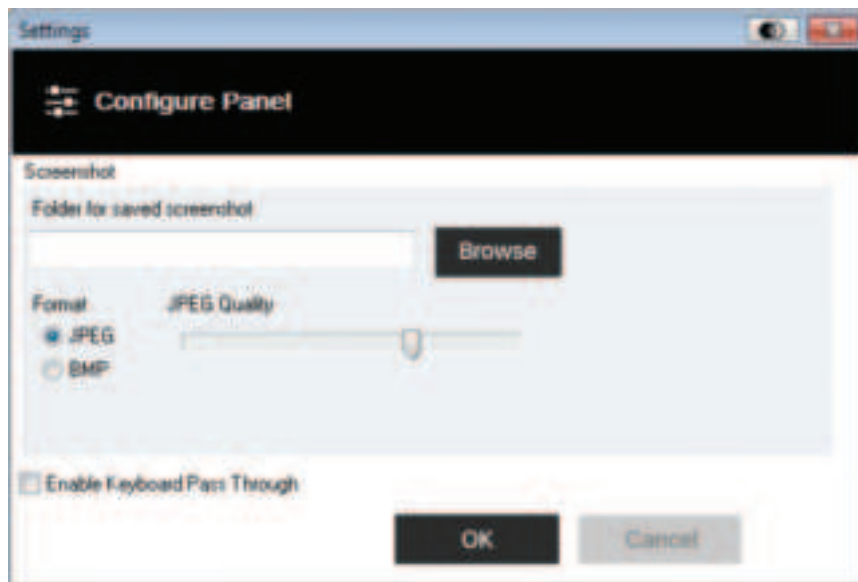 Settings
Configure Panel
Screenshot
Folder for saved screenshot
Browse
Format JPEG Quality
JPEG
BMP
Enable Keyboard Pass Through
OK Cancel